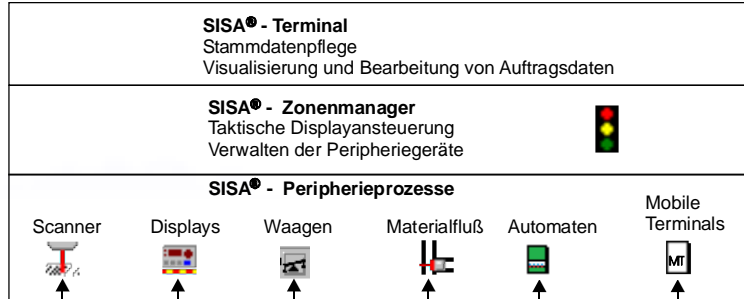 SISA® - Terminal
Stammdatenpflege
Visualisierung und Bearbeitung von Auftragsdaten
SISA® - Zonenmanager
Taktische Displayansteuerung
Verwalten der Peripheriegeräte
SISA® - Peripherieprozesse
Scanner
Displays
Waagen
Materialfluß
Automaten
Mobile
Terminals
MT